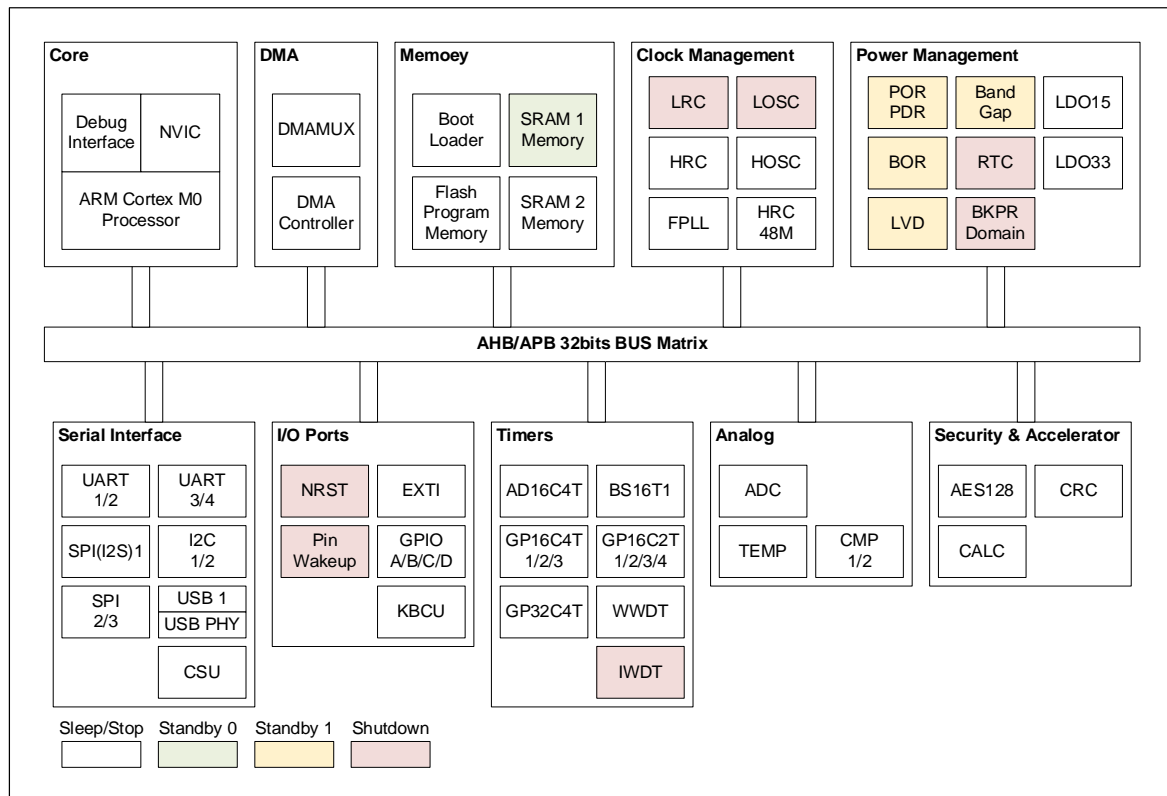 Core
Debug
Interface
NVIC
ARM Cortex M0
Processor
DMA
DMAMUX
DMA
Controller
Memoey
Boot
Loader
SRAM 1
Memory
Flash
Program
Memory
SRAM 2
Memory
Clock Management
LRC
LOSC
HRC
HOSC
FPLL
HRC
48M
Power Management
POR
PDR
Band
Gap
LDO15
BOR
RTC
LDO33
LVD
BKPR
Domain
AHB/APB 32bits BUS Matrix
Serial Interface
UART
1/2
UART
3/4
SPI(I2S)1
I2C
1/2
SPI
2/3
USB 1
USB PHY
CSU
I/O Ports
NRST
EXTI
Pin
Wakeup
GPIO
A/B/C/D
KBCU
Timers
AD16C4T
BS16T1
GP16C4T
1/2/3
GP16C2T
1/2/3/4
GP32C4T
WWDT
IWDT
Analog
ADC
TEMP
CMP
1/2
Security & Accelerator
AES128
CRC
CALC
Sleep/Stop
Standby 0
Standby 1
Shutdown